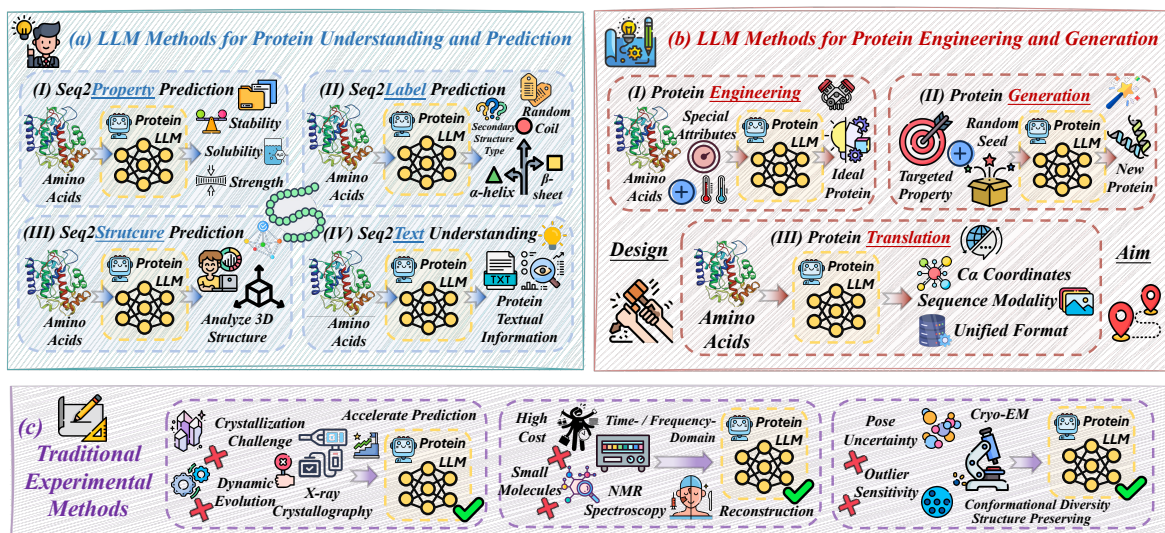 (a) LLM Methods for Protein Understanding and Prediction
(I) Seq2Property Prediction
Amino
Acids
Protein
LLM
Stability
Solubility
Strength
(II) Seq2Label Prediction
Amino
Acids
Protein
LLM
Secondary
Structure
Type
Random
Coil
α-helix
β-
sheet
(III) Seq2Strutcure Prediction
Amino
Acids
Protein
LLM
Analyze 3D
Structure
(IV) Seq2Text Understanding
Amino
Acids
Protein
LLM
TXT
Protein
Textual
Information
(b) LLM Methods for Protein Engineering and Generation
(I) Protein Engineering
Amino
Acids
Special
Attributes
Protein
LLM
Ideal
Protein
(II) Protein Generation
Targeted
Property
Random
Seed
Protein
LLM
New
Protein
Design
(III) Protein Translation
Amino
Acids
Protein
LLM
Cα Coordinates
Sequence Modality
Unified Format
Aim
(c)
Traditional
Experimental
Methods
Crystallization
Challenge
Dynamic
Evolution
X-ray
Crystallography
Accelerate Prediction
Protein
LLM
High
Cost
Small
Molecules
Time- / Frequency-
Domain
NMR
Spectroscopy
Protein
LLM
Reconstruction
Pose
Uncertainty
Outlier
Sensitivity
Cryo-EM
Conformational Diversity
Structure Preserving
Protein
LLM